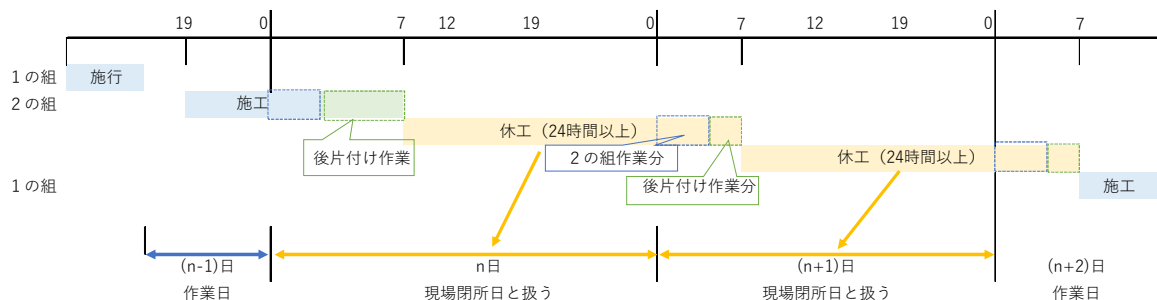 19 0 7 12 19 0 7 12 19 0 7
1の組 施行
2の組 施工
休工（24時間以上）
後片付け作業
2の組作業分
休工（24時間以上）
後片付け作業分
1の組 施工
(n-1)日 n日 (n+1)日 (n+2)日
作業日 現場閉所日と扱う 現場閉所日と扱う 作業日